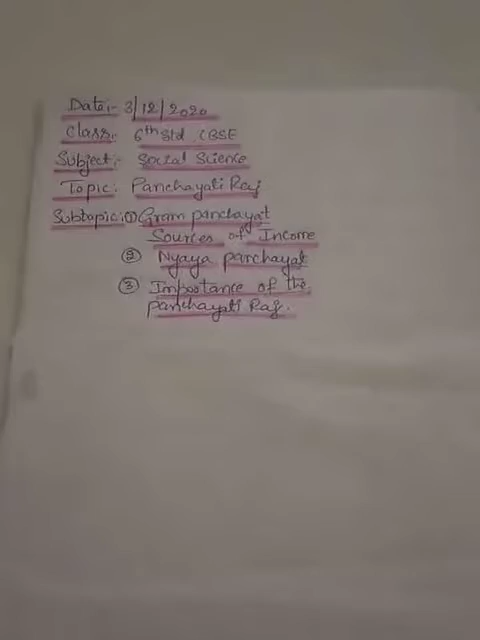 Date:- 3/12/2020
Class:- 6th Std CBSE
Subject:- Social Science
Topic:- Panchayati Raj
Subtopic:- ① Gram panchayat
Sources of Income
② Nyaya panchayat
③ Importance of the
panchayati Raj.